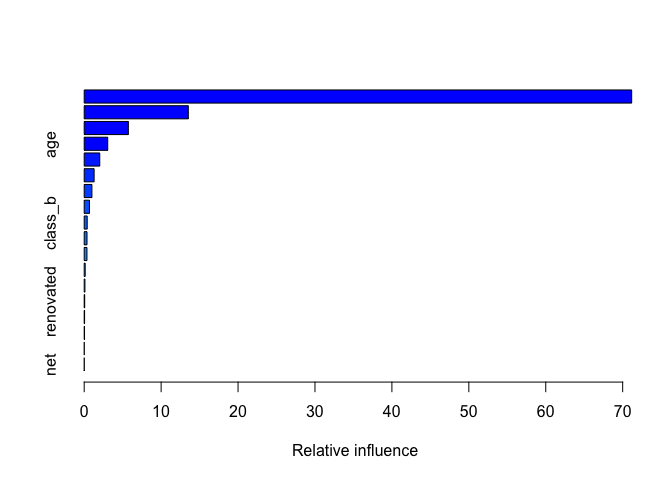 age
class_b
renovated
net
0 10 20 30 40 50 60 70
Relative influence